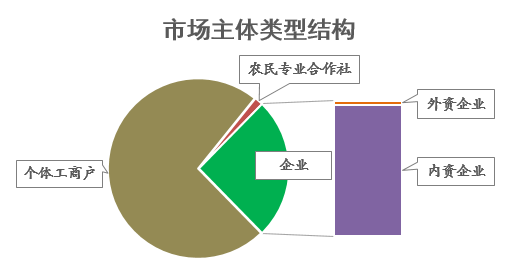 市场主体类型结构
农民专业合作社
外资企业
个体工商户
企业
内资企业